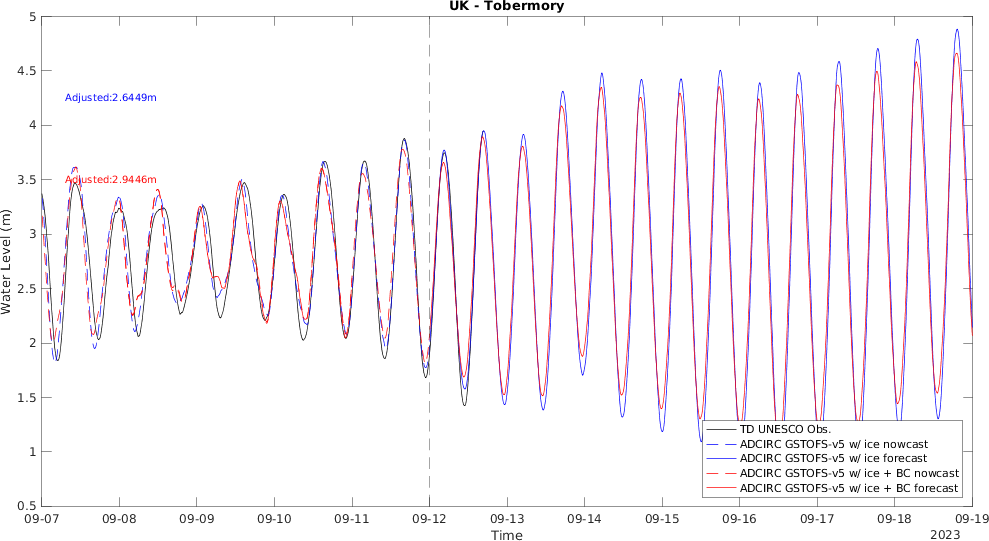 UK - Tobermory
5
4.5
4
3.5
3
2.5
2
1.5
1
0.5
Water Level (m)
Adjusted:2.6449m
Adjusted:2.9446m
TD UNESCO Obs.
ADCIRC GSTOFS-v5 w/ ice nowcast
ADCIRC GSTOFS-v5 w/ ice forecast
ADCIRC GSTOFS-v5 w/ ice + BC nowcast
ADCIRC GSTOFS-v5 w/ ice + BC forecast
09-07 09-08 09-09 09-10 09-11 09-12 09-13 09-14 09-15 09-16 09-17 09-18 09-19
Time
2023